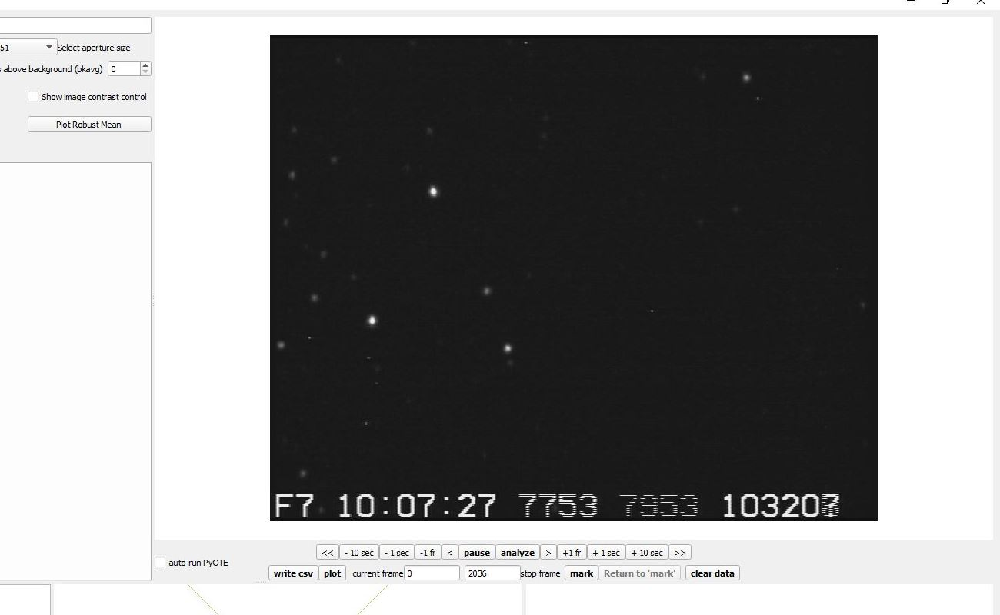 51 Select aperture size
above background (bkavg) 0
Show image contrast control
Plot Robust Mean
F7 10:07:27 7753 7953
<< - 10 sec - 1 sec -1 fr < pause analyze > +1 fr + 1 sec + 10 sec >>
auto-run PyOTE
write csv plot current frame 0 2036 stop frame mark Return to 'mark' clear data